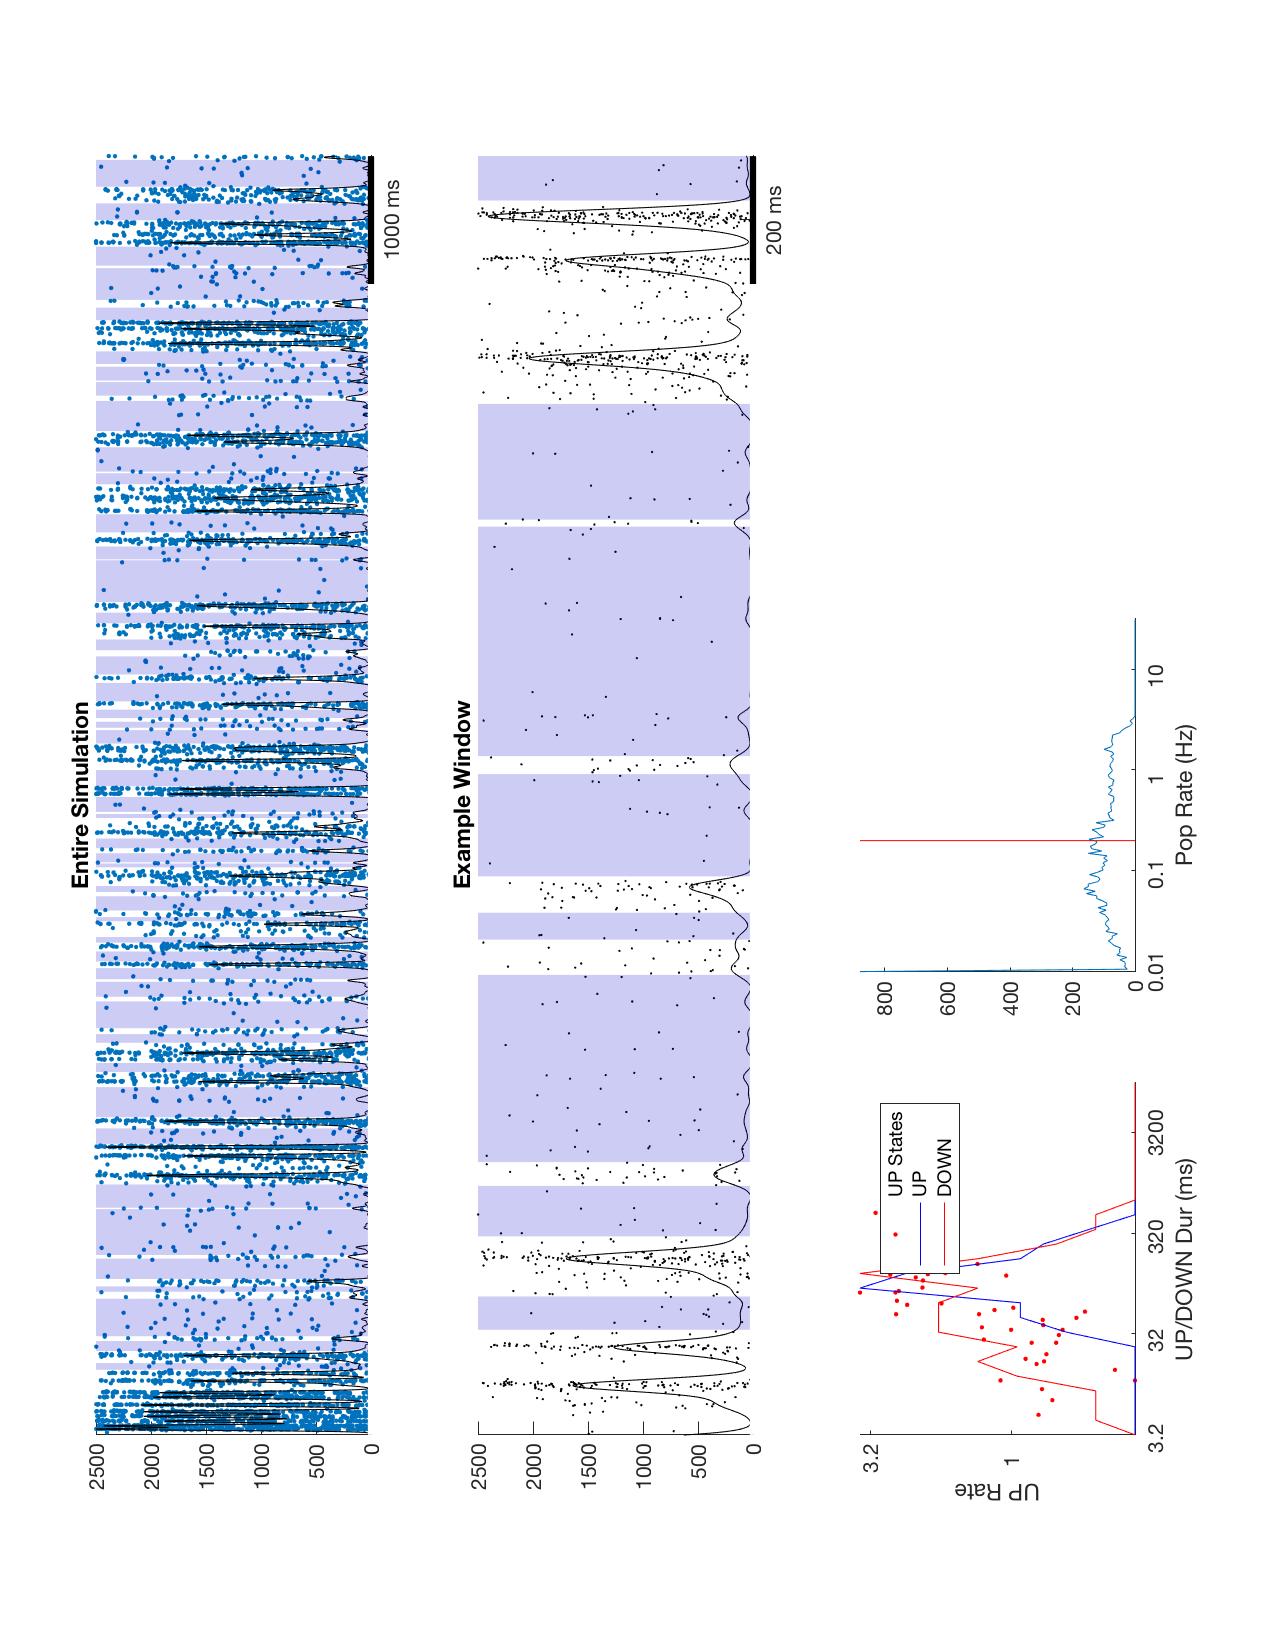 Entire Simulation
2500
2000
1500
1000
500
0
1000 ms
Example Window
2500
2000
1500
1000
500
0
200 ms
UP Rate
3.2
1
UP States
UP
DOWN
3.2 32 320 3200
UP/DOWN Dur (ms)
800
600
400
200
0
0.01 0.1 1 10
Pop Rate (Hz)